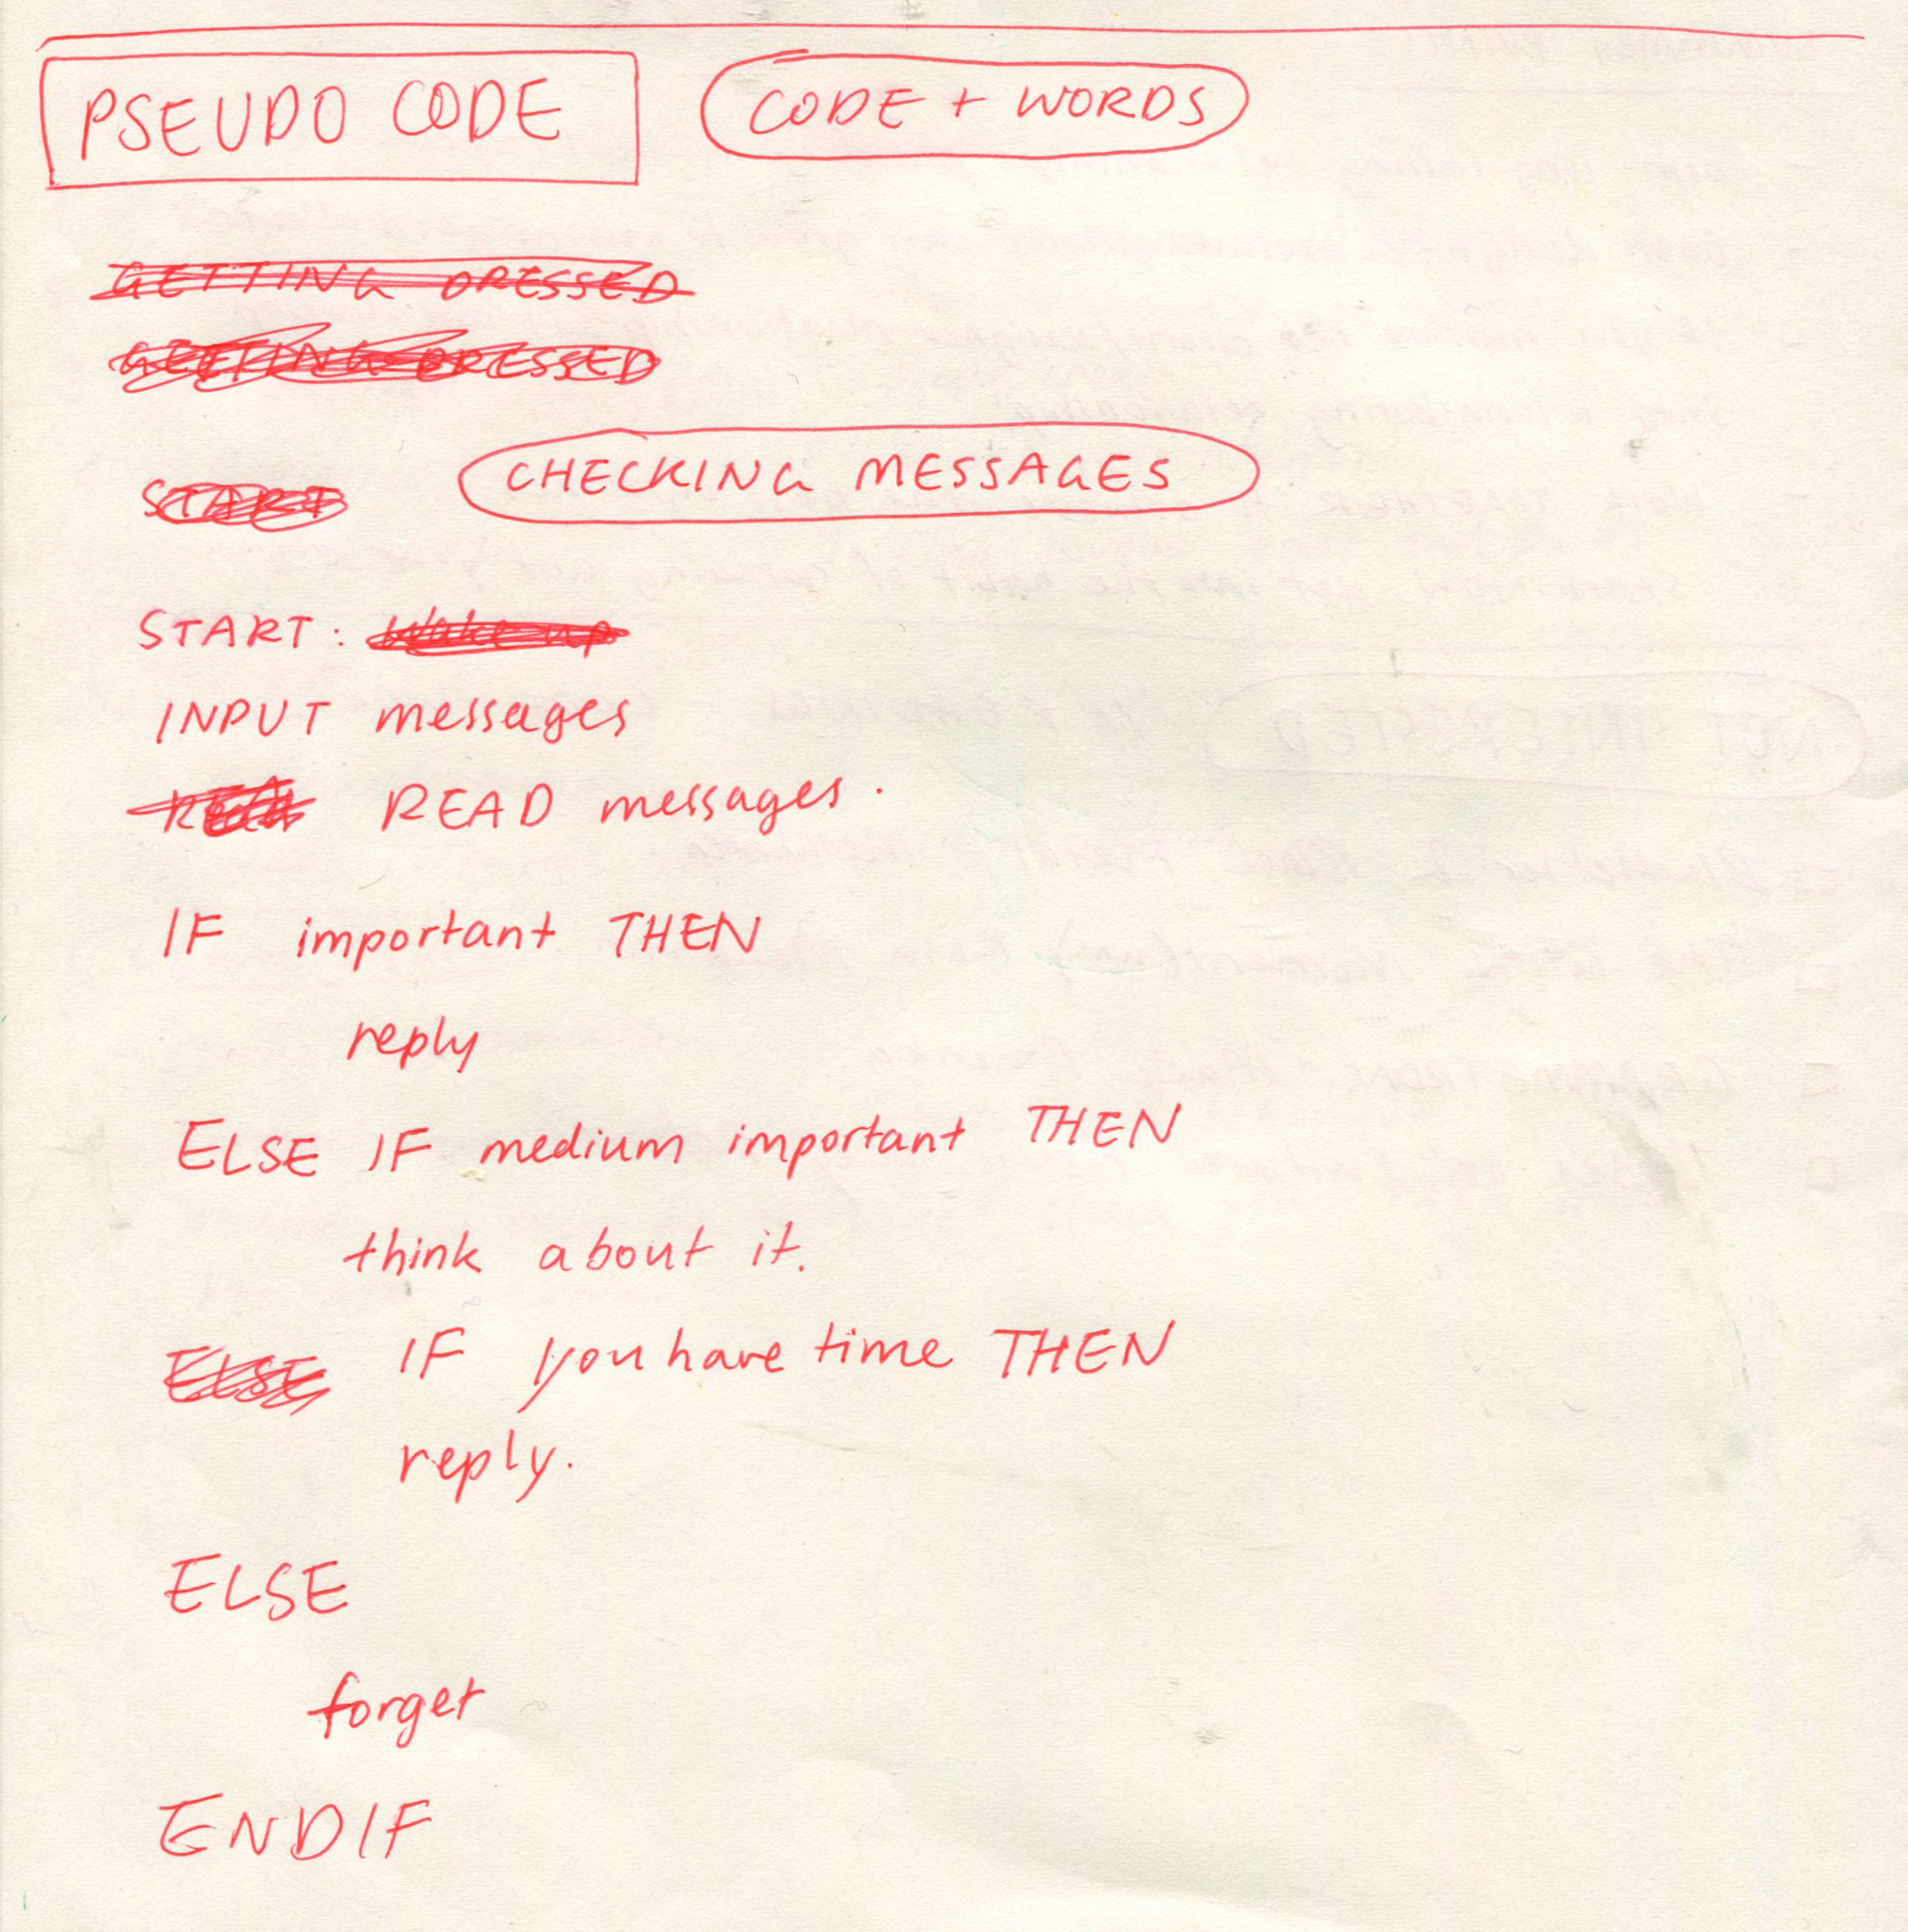 PSEUDO CODE CODE + WORDS
GETTING DRESSED
GETTING DRESSED
START CHECKING MESSAGES
START: Wake up
INPUT messages
READ messages.
IF important THEN
reply
ELSE IF medium important THEN
think about it.
ELSE IF you have time THEN
reply.
ELSE
forget
ENDIF